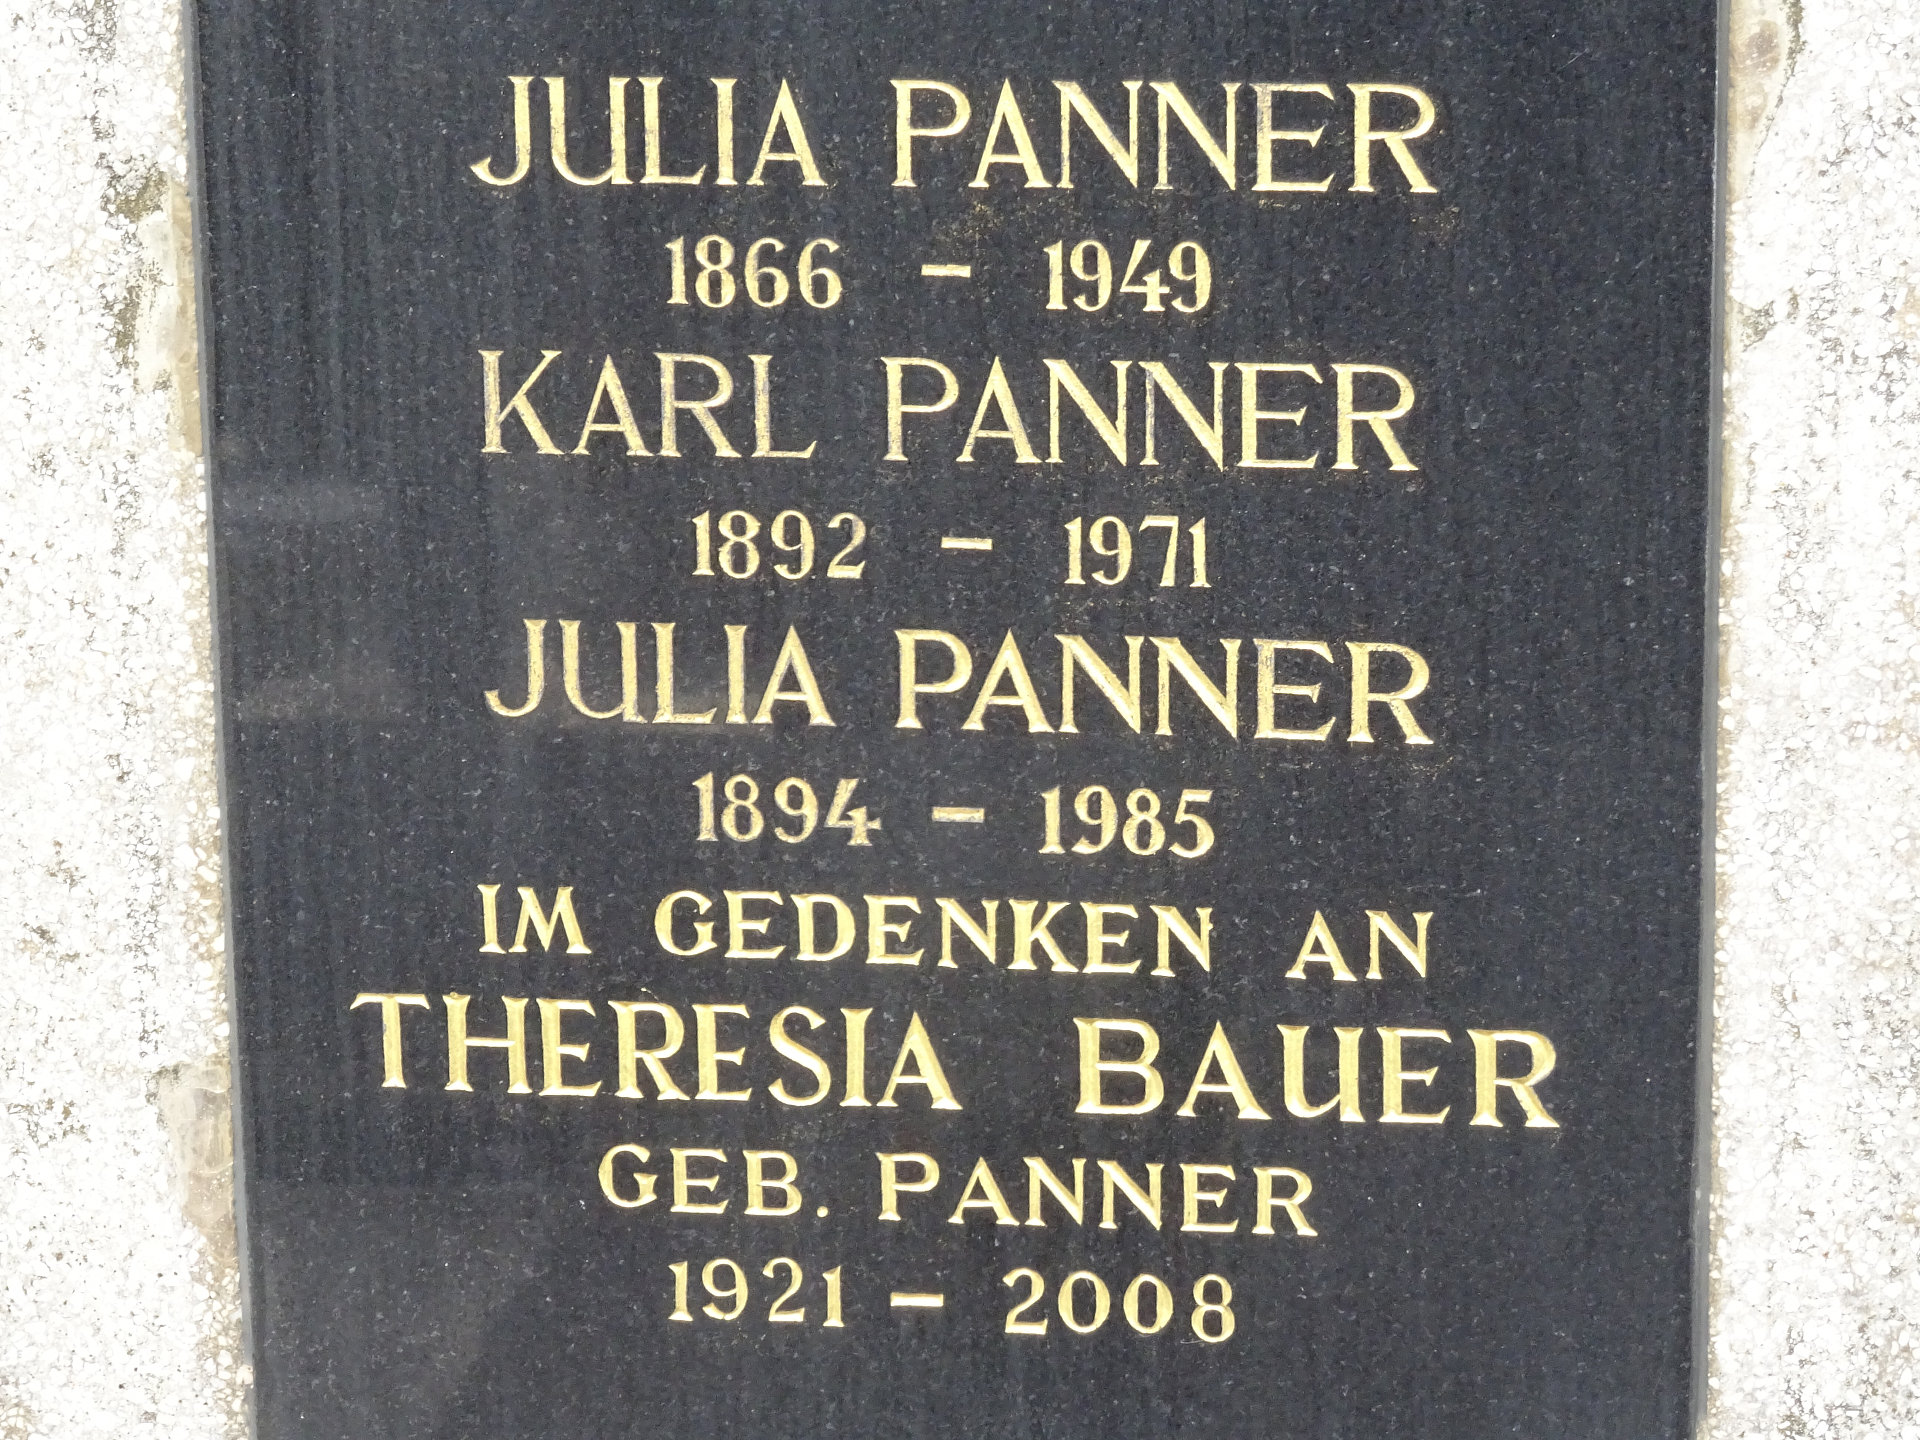 JULIA PANNER
1866 – 1949
KARL PANNER
1892 – 1971
JULIA PANNER
1894 – 1985
IM GEDENKEN AN
THERESIA BAUER
GEB. PANNER
1921 – 2008